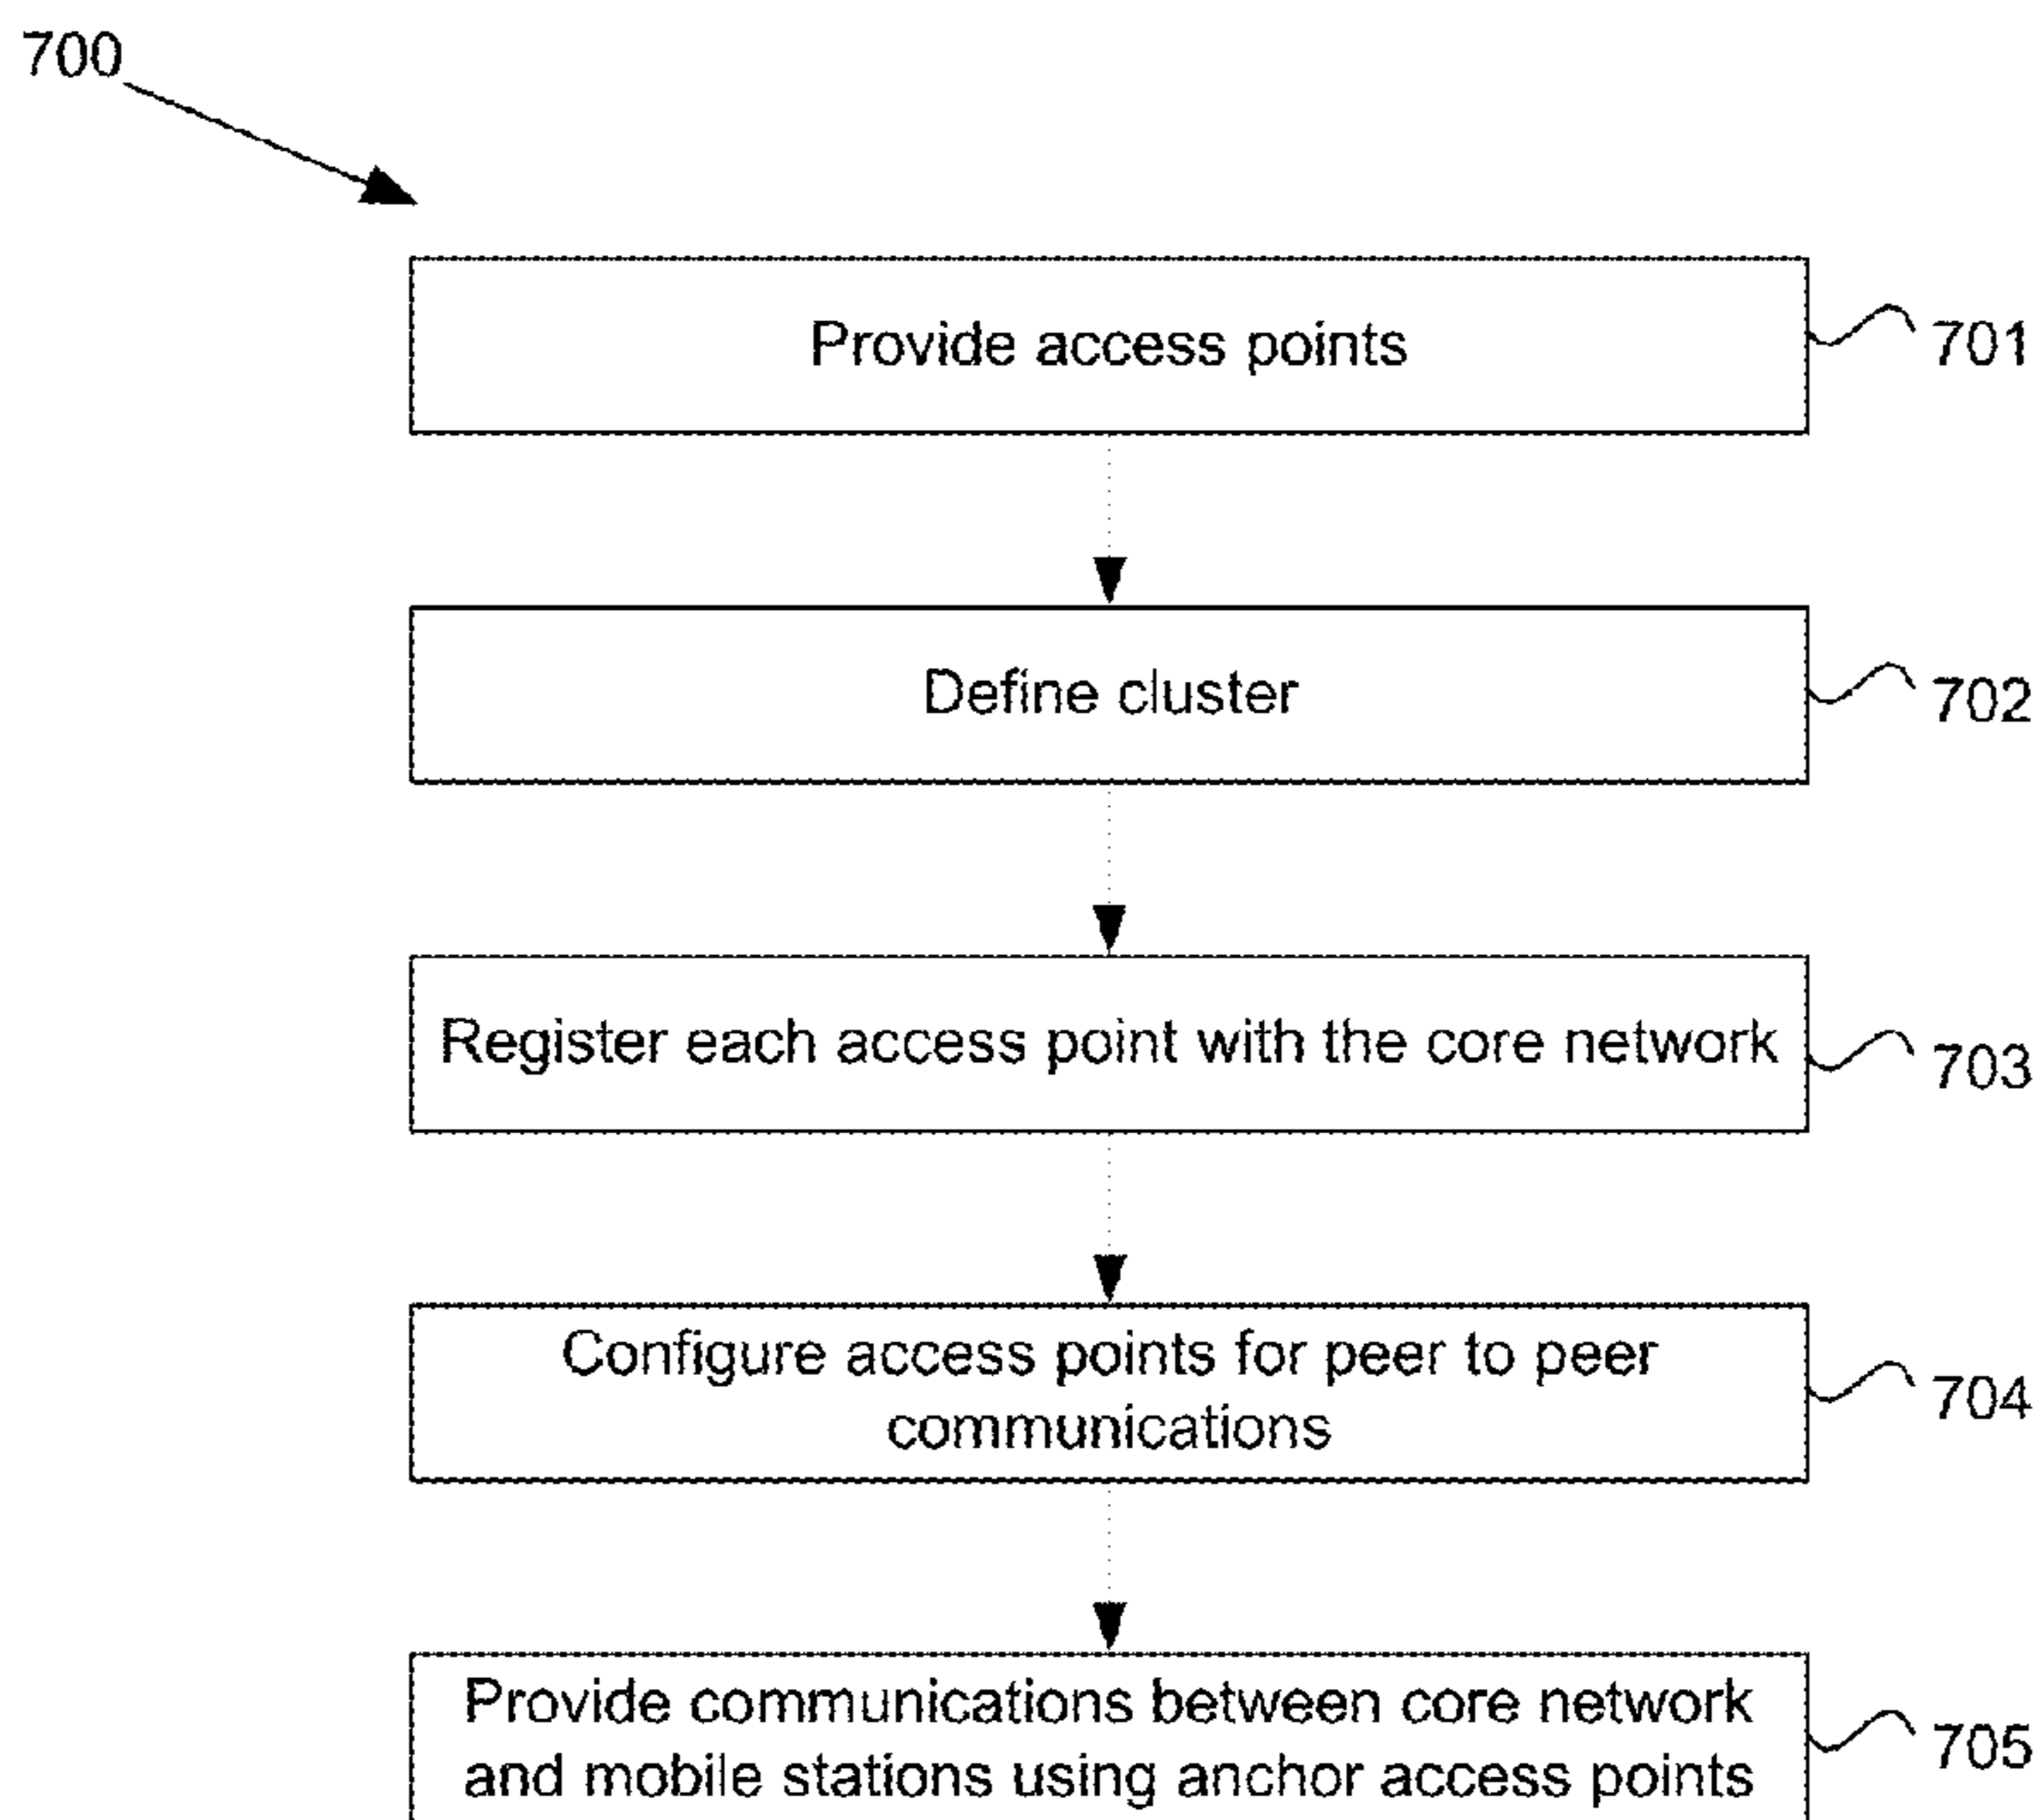 700
Provide access points
701
Define cluster
702
Register each access point with the core network
703
Configure access points for peer to peer
communications
704
Provide communications between core network
and mobile stations using anchor access points
705